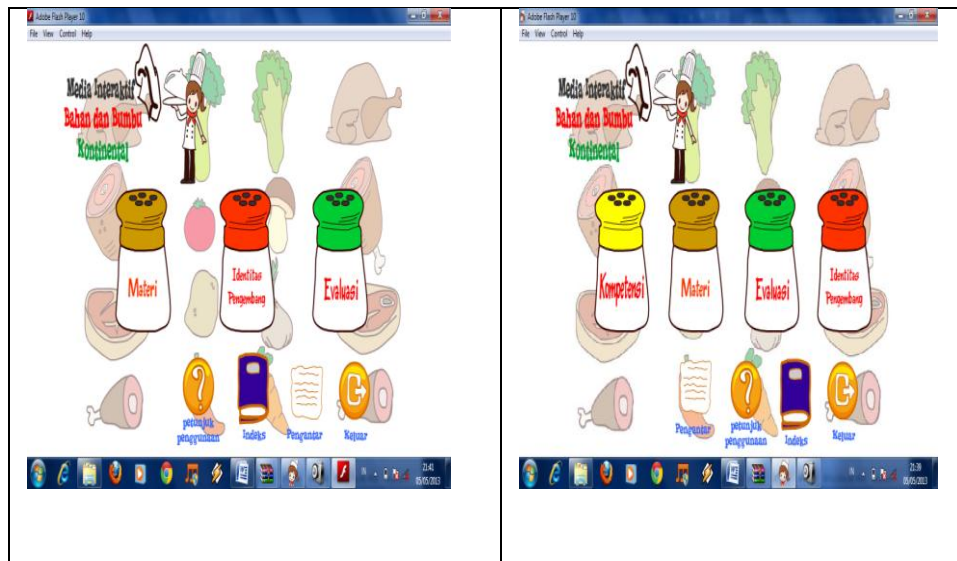 Adobe Flash Player 10
File View Control Help
Media Interaktif
Bahan dan Bumbu
Kontinental
Materi
Identitas
Pengembang
Evaluasi
petunjuk
penggunaan
Indeks
Pengantar
Keluar
21:41
05/05/2013
Adobe Flash Player 10
File View Control Help
Media Interaktif
Bahan dan Bumbu
Kontinental
Kompetensi
Materi
Evaluasi
Identitas
Pengembang
Pengantar
petunjuk
penggunaan
Indeks
Keluar
IN
21:39
05/05/2013